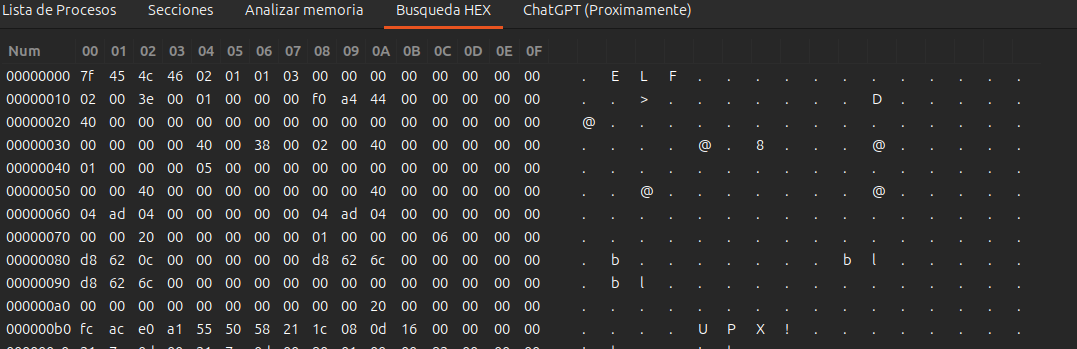 Lista de Procesos Secciones Analizar memoria Busqueda HEX ChatGPT (Proximamente)
Num 00 01 02 03 04 05 06 07 08 09 0A 0B 0C 0D 0E 0F
00000000 7f 45 4c 46 02 01 01 03 00 00 00 00 00 00 00 00 . E L F . . . . . . . . . . . .
00000010 02 00 3e 00 01 00 00 00 f0 a4 44 00 00 00 00 00 . . > . . . . . . . D . . . . .
00000020 40 00 00 00 00 00 00 00 00 00 00 00 00 00 00 00 @ . . . . . . . . . . . . . . .
00000030 00 00 00 00 40 00 38 00 02 00 40 00 00 00 00 00 . . . . @ . 8 . . . @ . . . . .
00000040 01 00 00 00 05 00 00 00 00 00 00 00 00 00 00 00 . . . . . . . . . . . . . . . .
00000050 00 00 40 00 00 00 00 00 00 00 40 00 00 00 00 00 . . @ . . . . . . . @ . . . . .
00000060 04 ad 04 00 00 00 00 00 04 ad 04 00 00 00 00 00 . . . . . . . . . . . . . . . .
00000070 00 00 20 00 00 00 00 00 01 00 00 00 06 00 00 00 . . . . . . . . . . . . . . .
00000080 d8 62 0c 00 00 00 00 00 d8 62 6c 00 00 00 00 00 . b . . . . . . . b l . . . . .
00000090 d8 62 6c 00 00 00 00 00 00 00 00 00 00 00 00 00 . b l . . . . . . . . . . . . .
000000a0 00 00 00 00 00 00 00 00 00 00 20 00 00 00 00 00 . . . . . . . . . . . . . . .
000000b0 fc ac e0 a1 55 50 58 21 1c 08 0d 16 00 00 00 00 . . . . U P X ! . . . . . . . .